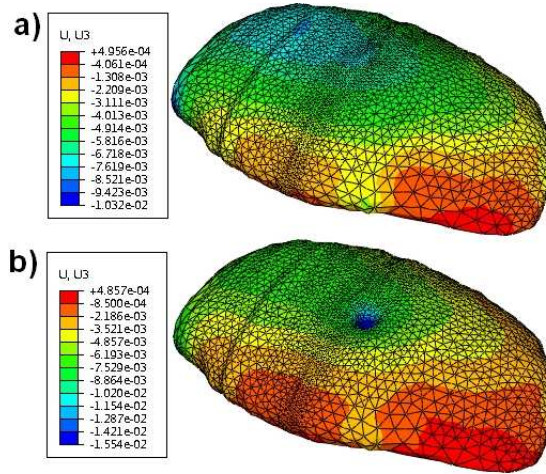 a)
U, U3
+4.956e-04
-4.061e-04
-1.308e-03
-2.209e-03
-3.111e-03
-4.013e-03
-4.914e-03
-5.816e-03
-6.718e-03
-7.619e-03
-8.521e-03
-9.423e-03
-1.032e-02
b)
U, U3
+4.857e-04
-8.500e-04
-2.186e-03
-3.521e-03
-4.857e-03
-6.193e-03
-7.529e-03
-8.864e-03
-1.020e-02
-1.154e-02
-1.287e-02
-1.421e-02
-1.554e-02